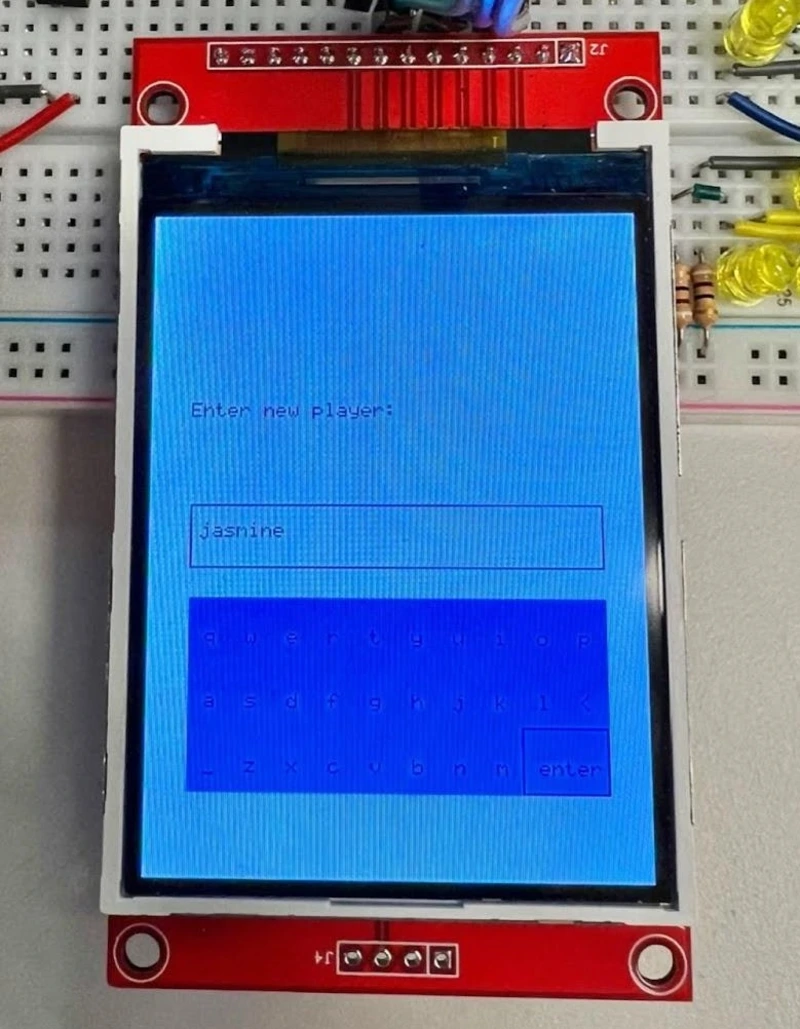 J2
Enter new player:
jasmine
q w e r t y u i o p
a s d f g h j k l <
_ z x c v b n m enter
J4